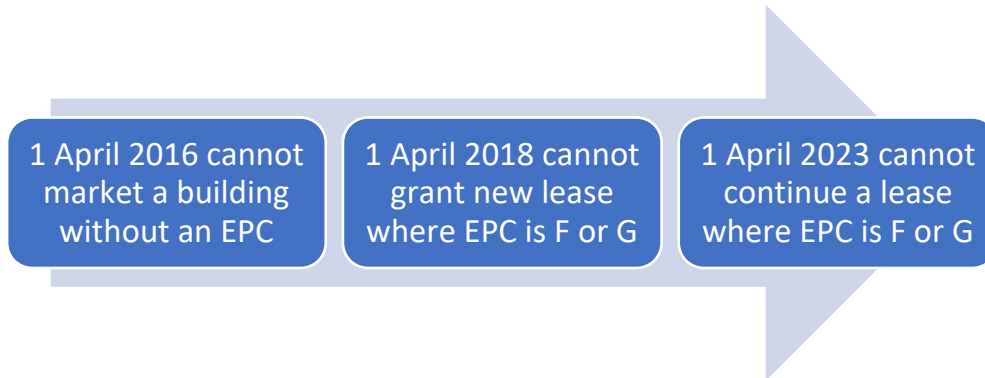 1 April 2016 cannot
market a building
without an EPC
1 April 2018 cannot
grant new lease
where EPC is F or G
1 April 2023 cannot
continue a lease
where EPC is F or G